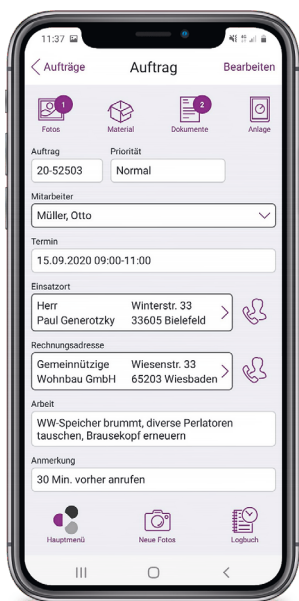 11:37
Aufträge
Auftrag
Bearbeiten
1
2
Fotos
Material
Dokumente
Anlage
Auftrag
Priorität
20-52503
Normal
Mitarbeiter
Müller, Otto
Termin
15.09.2020 09:00-11:00
Einsatzort
Herr
Paul Generotzky
Winterstr. 33
33605 Bielefeld
Rechnungsadresse
Gemeinnützige
Wohnbau GmbH
Wiesenstr. 33
65203 Wiesbaden
Arbeit
WW-Speicher brummt, diverse Perlatoren
tauschen, Brausekopf erneuern
Anmerkung
30 Min. vorher anrufen
Hauptmenü
Neue Fotos
Logbuch